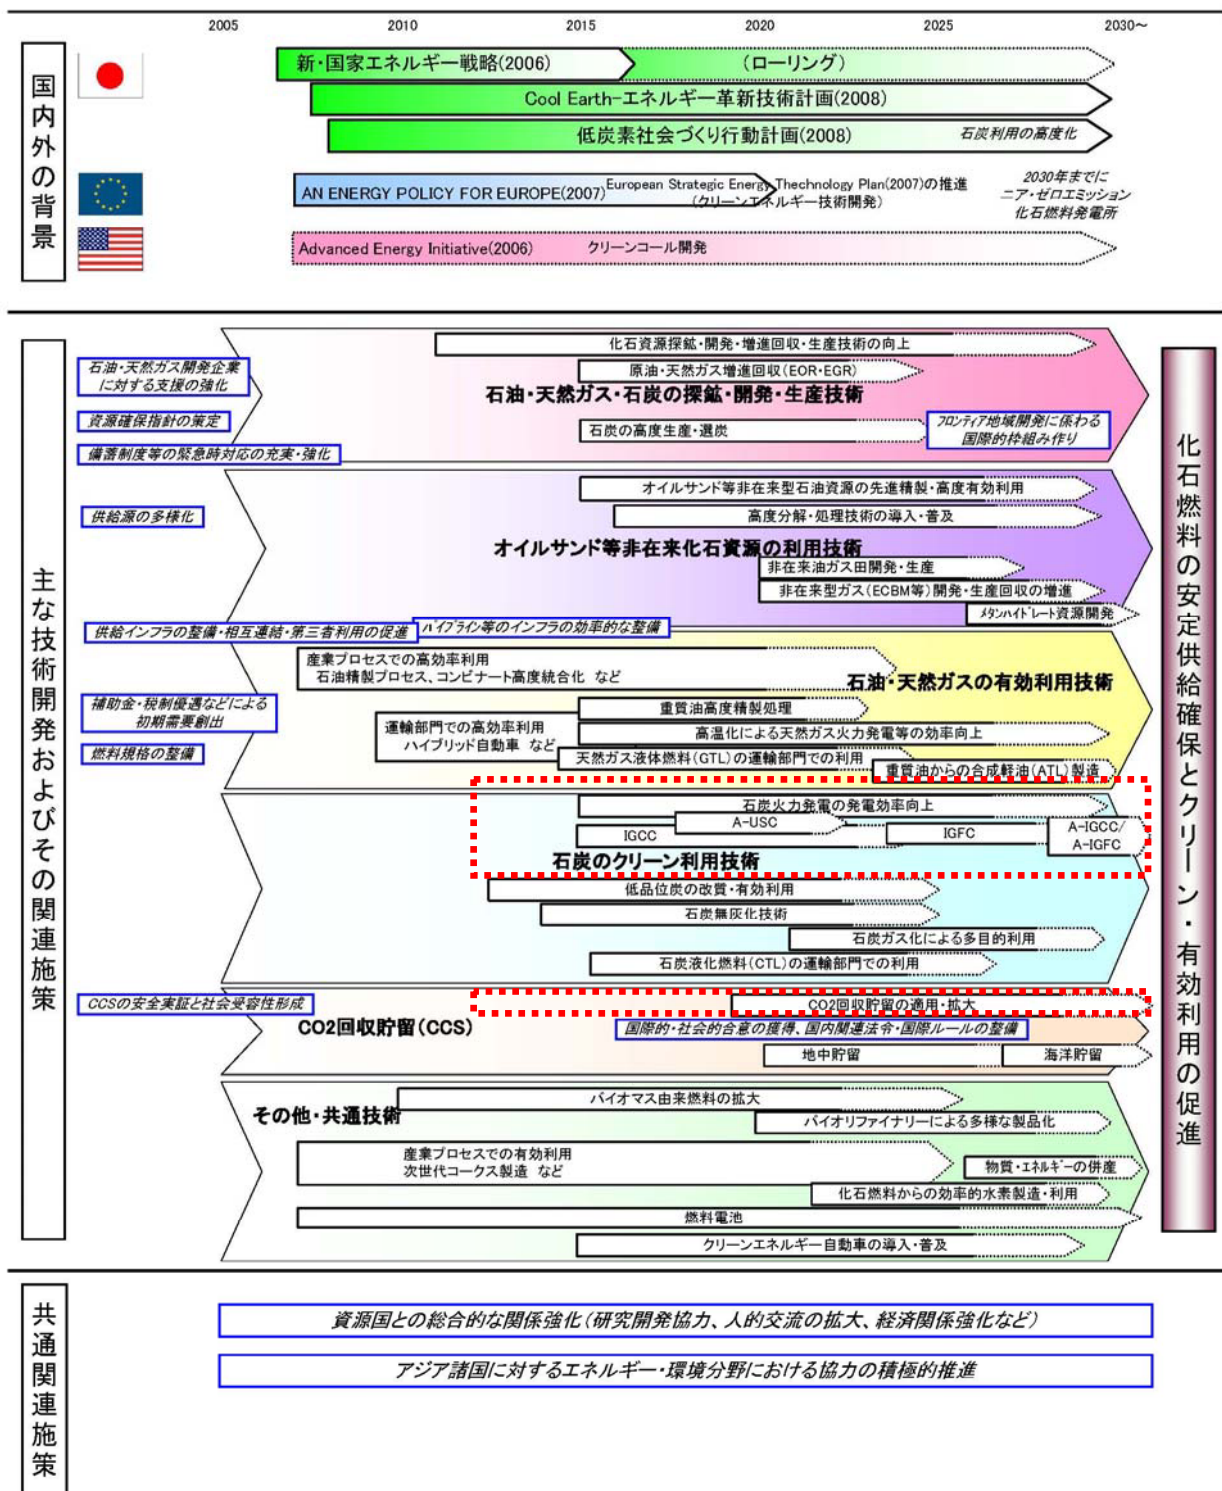 2005 2010 2015 2020 2025 2030～
国内外の背景
新・国家エネルギー戦略(2006) (ローリング)
Cool Earth-エネルギー革新技術計画(2008)
低炭素社会づくり行動計画(2008) 石炭利用の高度化
AN ENERGY POLICY FOR EUROPE(2007) European Strategic Energy Thechnology Plan(2007)の推進
(クリーンエネルギー技術開発)
2030年までに
ニア・ゼロエミッション
化石燃料発電所
Advanced Energy Initiative(2006) クリーンコール開発
主な技術開発およびその関連施策
化石燃料の安定供給確保とクリーン・有効利用の促進
化石資源探鉱・開発・増進回収・生産技術の向上
石油・天然ガス開発企業
に対する支援の強化
原油・天然ガス増進回収(EOR・EGR)
石油・天然ガス・石炭の探鉱・開発・生産技術
資源確保指針の策定
石炭の高度生産・選炭
フロンティア地域開発に係わる
国際的枠組み作り
備蓄制度等の緊急時対応の充実・強化
オイルサンド等非在来型石油資源の先進精製・高度有効利用
供給源の多様化
高度分解・処理技術の導入・普及
オイルサンド等非在来化石資源の利用技術
非在来油ガス田開発・生産
非在来型ガス(ECBM等)開発・生産回収の増進
メタンハイドレート資源開発
供給インフラの整備・相互連結・第三者利用の促進
パイプライン等のインフラの効率的な整備
産業プロセスでの高効率利用
石油精製プロセス、コンビナート高度統合化 など
石油・天然ガスの有効利用技術
補助金・税制優遇などによる
初期需要創出
重質油高度精製処理
運輸部門での高効率利用
ハイブリッド自動車 など
高温化による天然ガス火力発電等の効率向上
燃料規格の整備
天然ガス液体燃料(GTL)の運輸部門での利用
重質油からの合成軽油(ATL)製造
石炭火力発電の発電効率向上
A-USC
IGCC
IGFC
A-IGCC/
A-IGFC
石炭のクリーン利用技術
低品位炭の改質・有効利用
石炭無灰化技術
石炭ガス化による多目的利用
石炭液化燃料(CTL)の運輸部門での利用
CCSの安全実証と社会受容性形成
CO2回収貯留の適用・拡大
CO2回収貯留(CCS)
国際的・社会的合意の獲得、国内関連法令・国際ルールの整備
地中貯留
海洋貯留
バイオマス由来燃料の拡大
その他・共通技術
バイオリファイナリーによる多様な製品化
産業プロセスでの有効利用
次世代コークス製造 など
物質・エネルギーの併産
化石燃料からの効率的水素製造・利用
燃料電池
クリーンエネルギー自動車の導入・普及
共通関連施策
資源国との総合的な関係強化(研究開発協力、人的交流の拡大、経済関係強化など)
アジア諸国に対するエネルギー・環境分野における協力の積極的推進